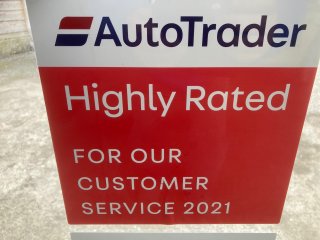 AutoTrader
Highly Rated
FOR OUR
CUSTOMER
SERVICE 2021